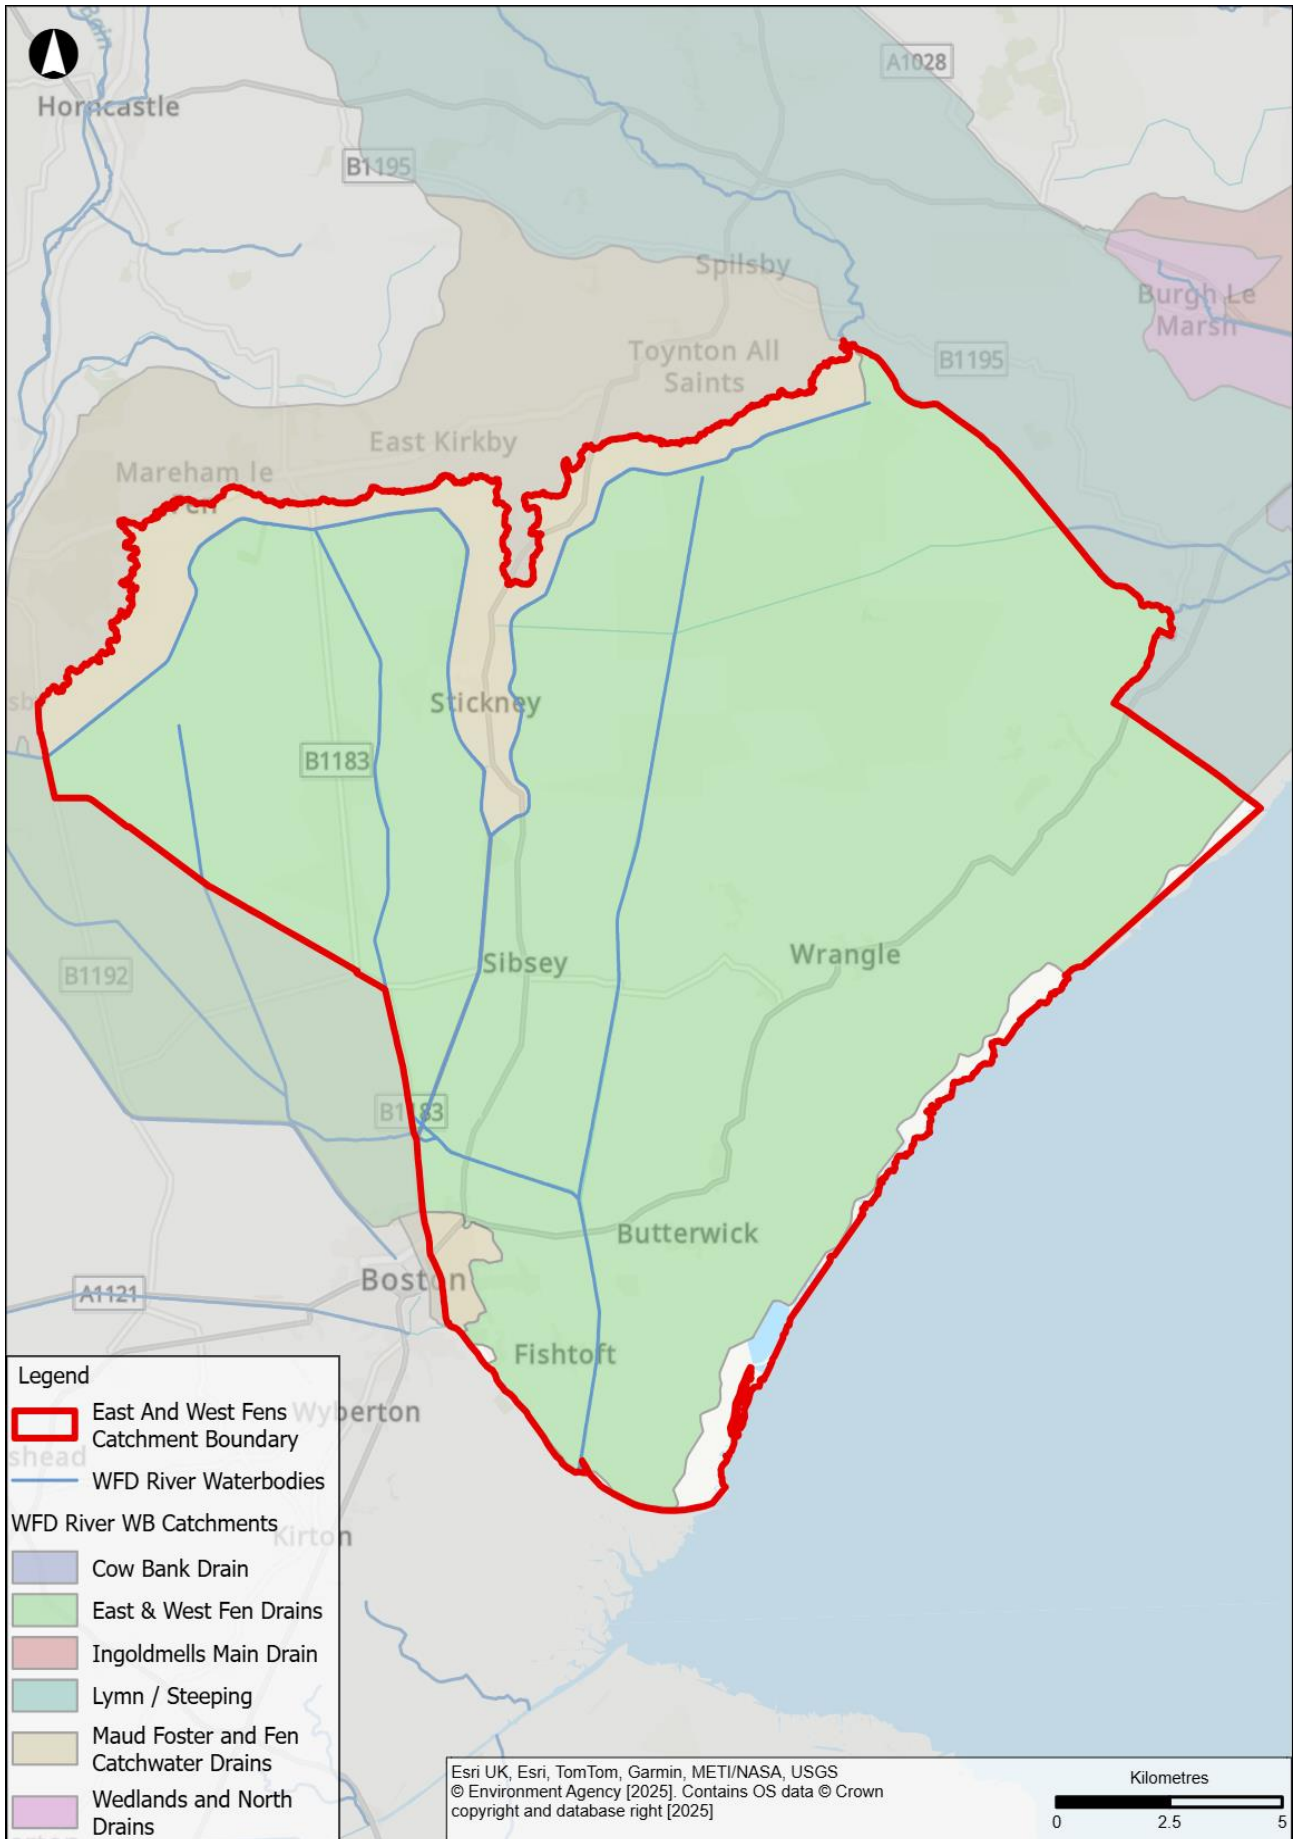 Bain
A1028
Horncastle
B1195
Spilsby
Burgh Le
Marsh
Toynton All
Saints
B1195
East Kirkby
Mareham le
Fen
sb
Stickney
B1183
Wrangle
Sibsey
B1192
B1183
Butterwick
Boston
A1121
Fishtoft
Wyberton
shead
Kirton
Legend
East And West Fens
Catchment Boundary
WFD River Waterbodies
WFD River WB Catchments
Cow Bank Drain
East & West Fen Drains
Ingoldmells Main Drain
Lymn / Steeping
Maud Foster and Fen
Catchwater Drains
Wedlands and North
Drains
Esri UK, Esri, TomTom, Garmin, METI/NASA, USGS
© Environment Agency [2025]. Contains OS data © Crown
copyright and database right [2025]
Kilometres
0 2.5 5